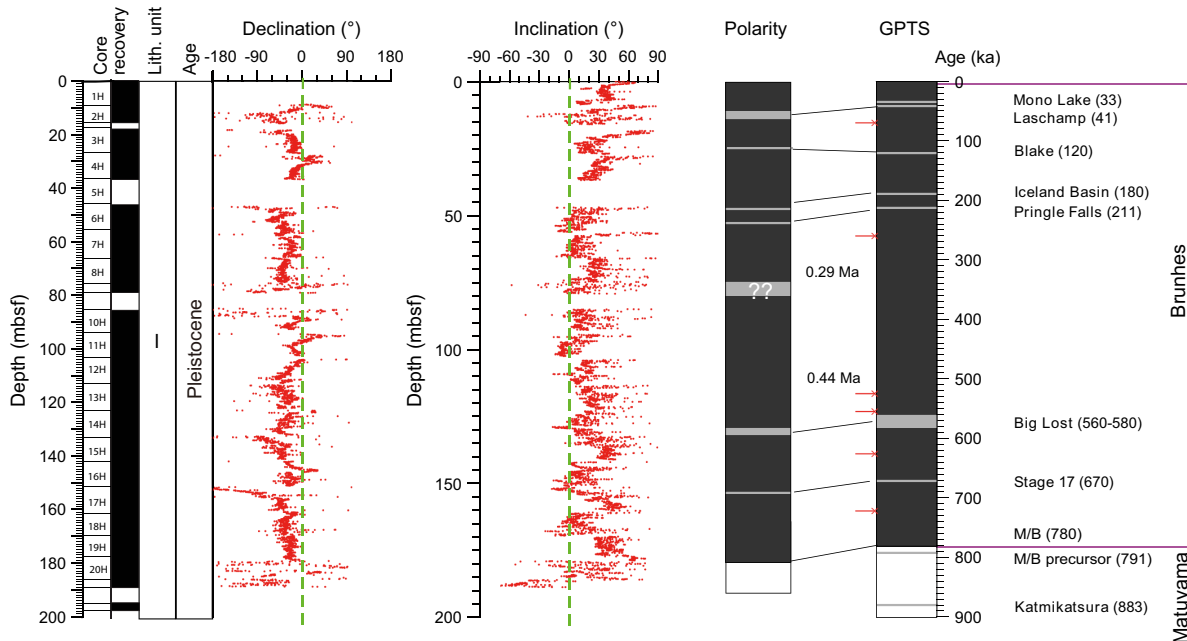 Core
recovery
Lith. unit
Age
Declination (°)
-180 -90 0 90 180
Inclination (°)
-90 -60 -30 0 30 60 90
Polarity
GPTS
Age (ka)
Depth (mbsf)
0
20
40
60
80
100
120
140
160
180
200
1H
2H
3H
4H
5H
6H
7H
8H
10H
11H
12H
13H
14H
15H
16H
17H
18H
19H
20H
I
Pleistocene
Depth (mbsf)
0
50
100
150
200
??
0.29 Ma
0.44 Ma
0
100
200
300
400
500
600
700
800
900
Mono Lake (33)
Laschamp (41)
Blake (120)
Iceland Basin (180)
Pringle Falls (211)
Big Lost (560-580)
Stage 17 (670)
M/B (780)
M/B precursor (791)
Katmikatsura (883)
Brunhes
Matuyama